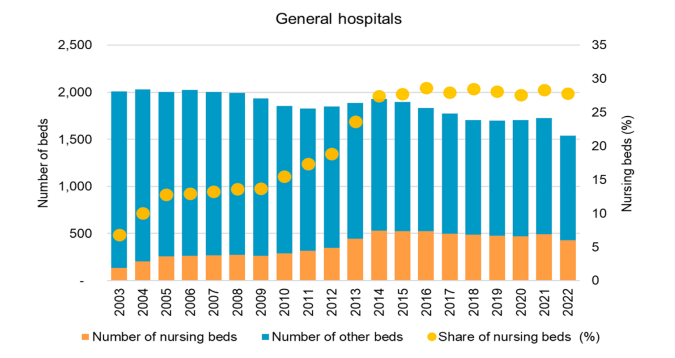 General hospitals
2,500
2,000
1,500
1,000
500
-
Number of beds
35
30
25
20
15
10
5
0
Nursing beds (%)
2003 2004 2005 2006 2007 2008 2009 2010 2011 2012 2013 2014 2015 2016 2017 2018 2019 2020 2021 2022
Number of nursing beds Number of other beds Share of nursing beds (%)